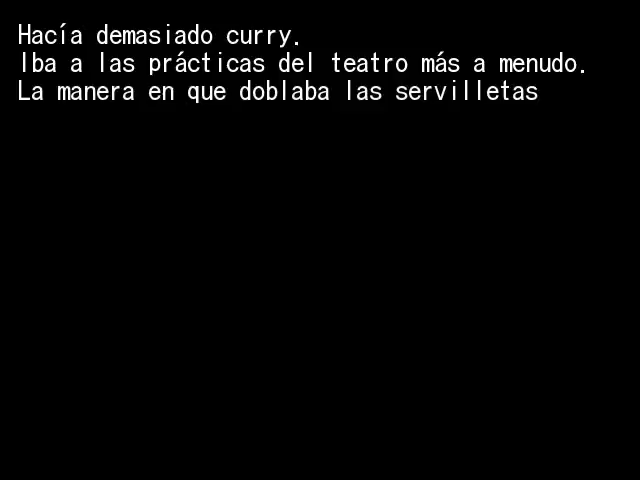 Hacía demasiado curry.
Iba a las prácticas del teatro más a menudo.
La manera en que doblaba las servilletas